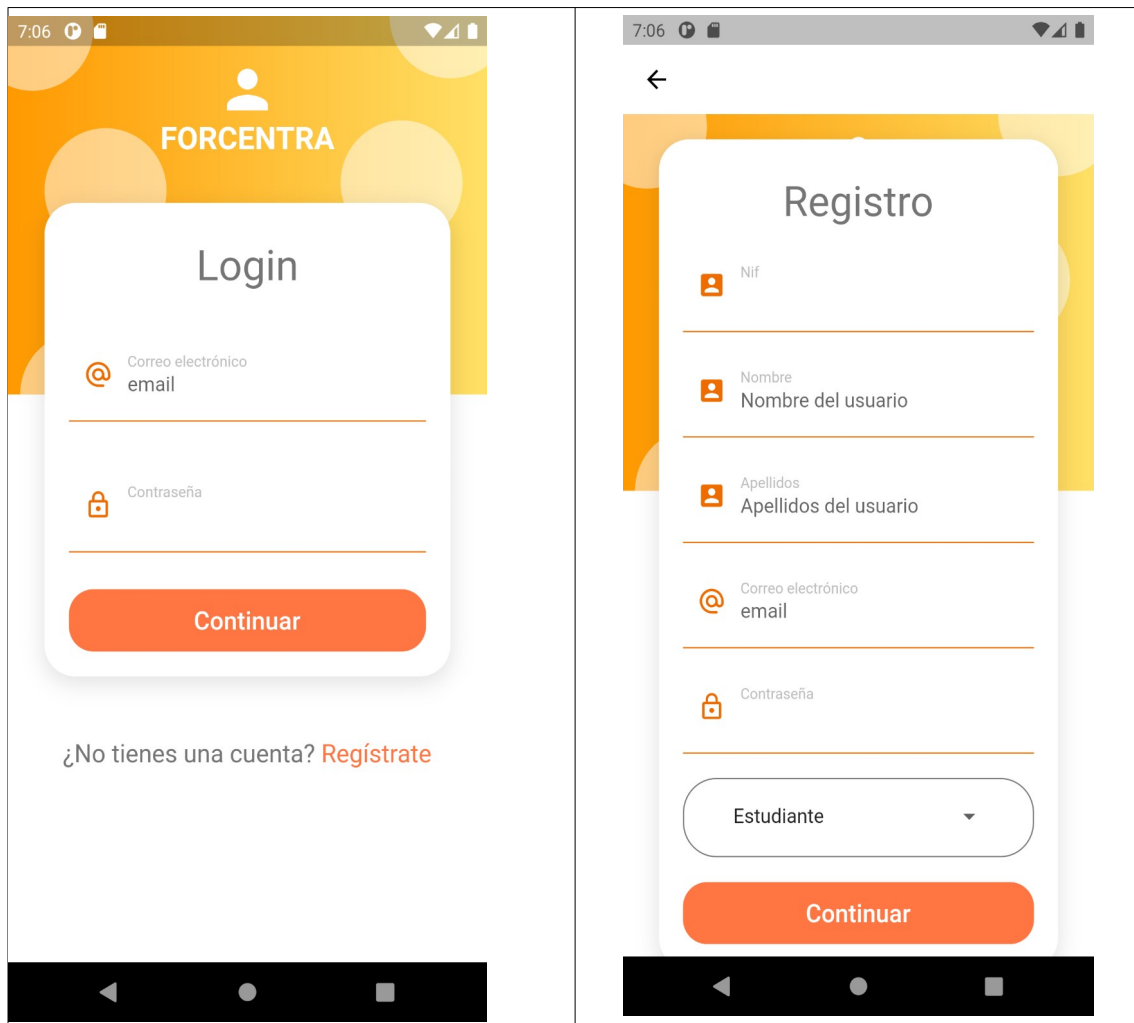 7:06
FORCENTRA
Login
Correo electrónico
email
Contraseña
Continuar
¿No tienes una cuenta? Regístrate
7:06
Registro
Nif
Nombre
Nombre del usuario
Apellidos
Apellidos del usuario
Correo electrónico
email
Contraseña
Estudiante
Continuar